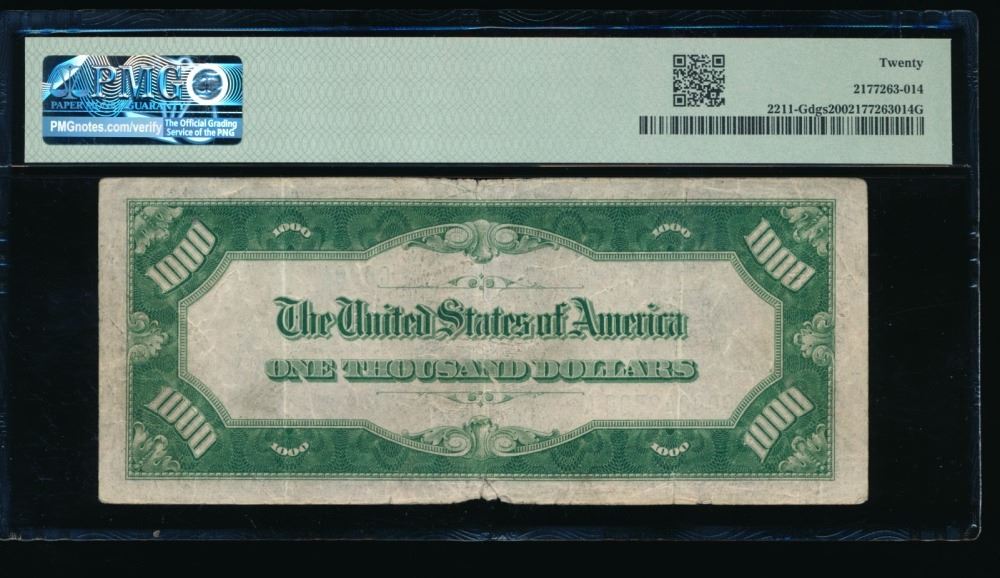 PMG
PAPER MONEY GUARANTY
PMGnotes.com/verify
The Official Grading
Service of the PNG
Twenty
2177263-014
2211-Gdgs2002177263014G
1000
1000
1000
1000
The United States of America
ONE THOUSAND DOLLARS
1000
1000
1000
1000